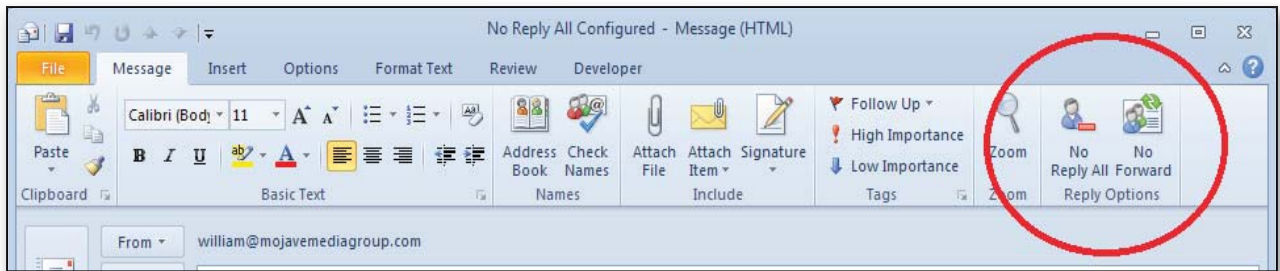 No Reply All Configured - Message (HTML)
File Message Insert Options Format Text Review Developer
Calibri (Body 11
Paste
Address Book
Check Names
Attach File
Attach Item
Signature
Follow Up
High Importance
Low Importance
Zoom
No Reply All
No Forward
Clipboard Basic Text Names Include Tags Zoom Reply Options
From william@mojavemediagroup.com